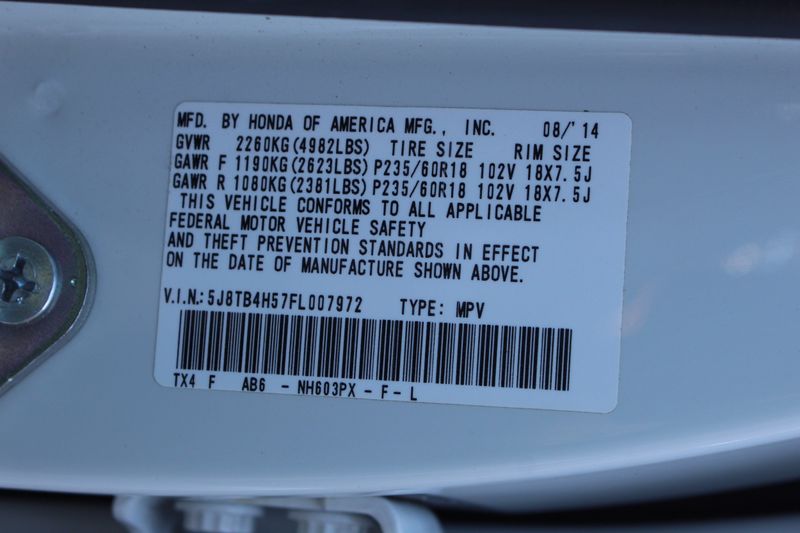 MFD. BY HONDA OF AMERICA MFG., INC. 08/'14
GVWR 2260KG(4982LBS) TIRE SIZE RIM SIZE
GAWR F 1190KG(2623LBS) P235/60R18 102V 18X7.5J
GAWR R 1080KG(2381LBS) P235/60R18 102V 18X7.5J
THIS VEHICLE CONFORMS TO ALL APPLICABLE
FEDERAL MOTOR VEHICLE SAFETY
AND THEFT PREVENTION STANDARDS IN EFFECT
ON THE DATE OF MANUFACTURE SHOWN ABOVE.
V.I.N.:5J8TB4H57FL007972 TYPE: MPV
TX4 F AB6 - NH603PX - F - L